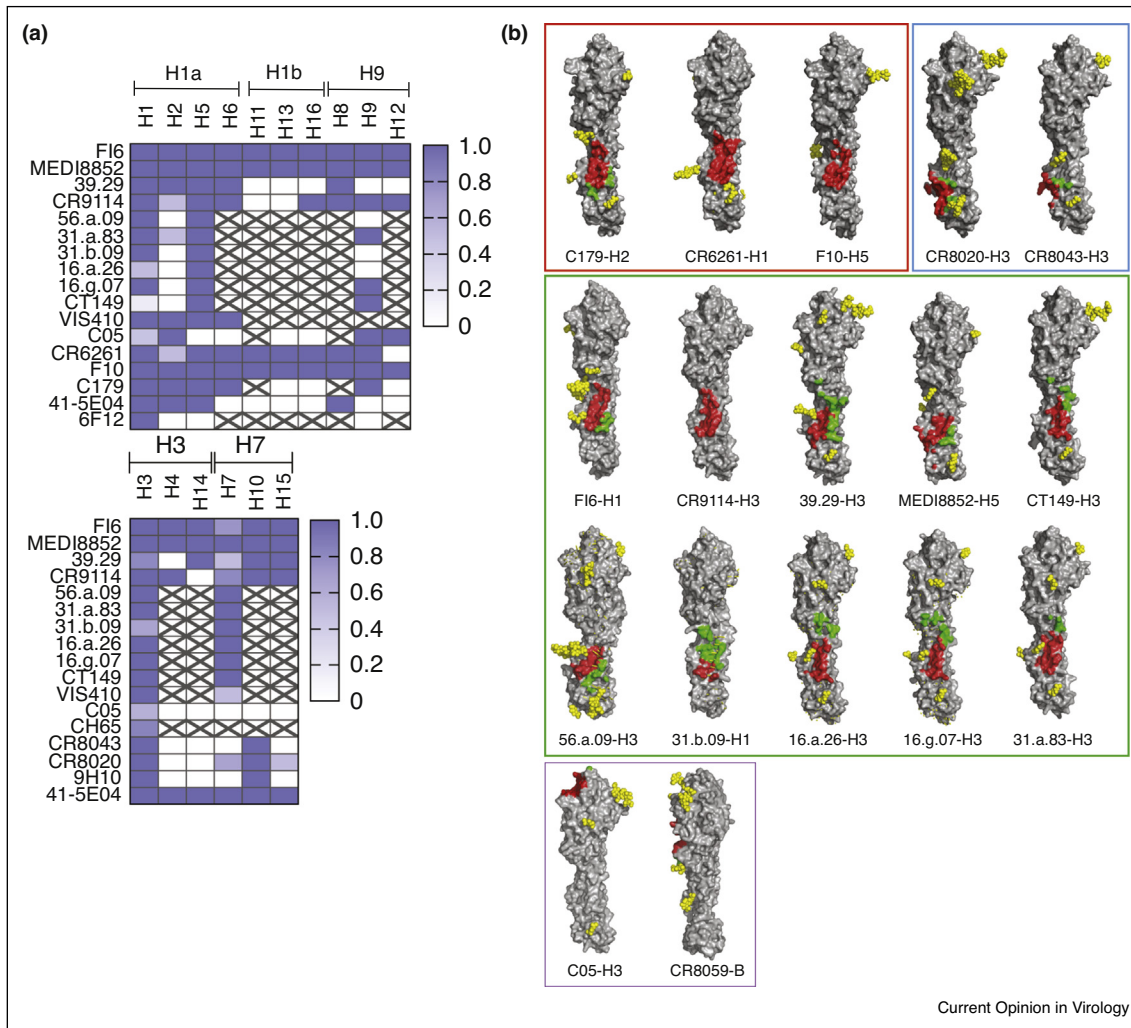 (a)
H1a H1b H9
H1 H2 H5 H6 H11 H13 H16 H8 H9 H12
FI6
MEDI8852
39.29
CR9114
56.a.09
31.a.83
31.b.09
16.a.26
16.g.07
CT149
VIS410
C05
CR6261
F10
C179
41-5E04
6F12
1.0
0.8
0.6
0.4
0.2
0
H3 H7
H3 H4 H14 H7 H10 H15
FI6
MEDI8852
39.29
CR9114
56.a.09
31.a.83
31.b.09
16.a.26
16.g.07
CT149
VIS410
C05
CH65
CR8043
CR8020
9H10
41-5E04
1.0
0.8
0.6
0.4
0.2
0
(b)
C179-H2 CR6261-H1 F10-H5 CR8020-H3 CR8043-H3
FI6-H1 CR9114-H3 39.29-H3 MEDI8852-H5 CT149-H3
56.a.09-H3 31.b.09-H1 16.a.26-H3 16.g.07-H3 31.a.83-H3
C05-H3 CR8059-B
Current Opinion in Virology